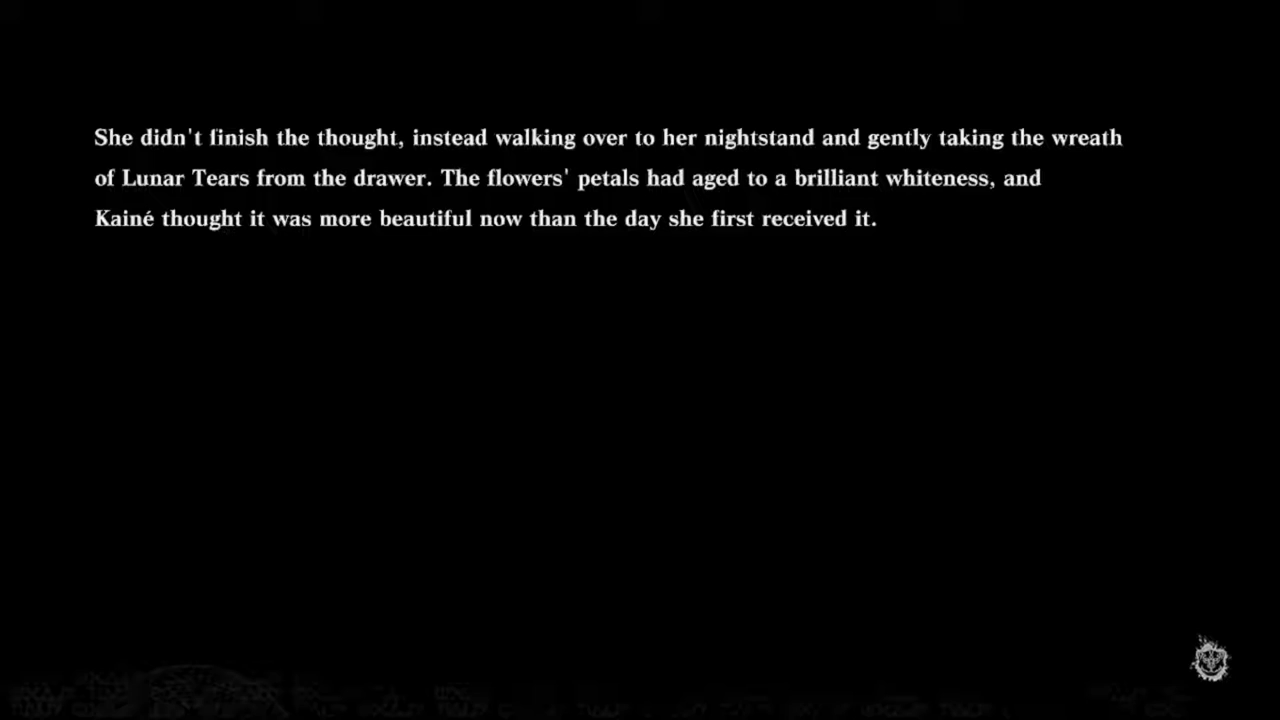 She didn't finish the thought, instead walking over to her nightstand and gently taking the wreath
of Lunar Tears from the drawer. The flowers' petals had aged to a brilliant whiteness, and
Kainé thought it was more beautiful now than the day she first received it.